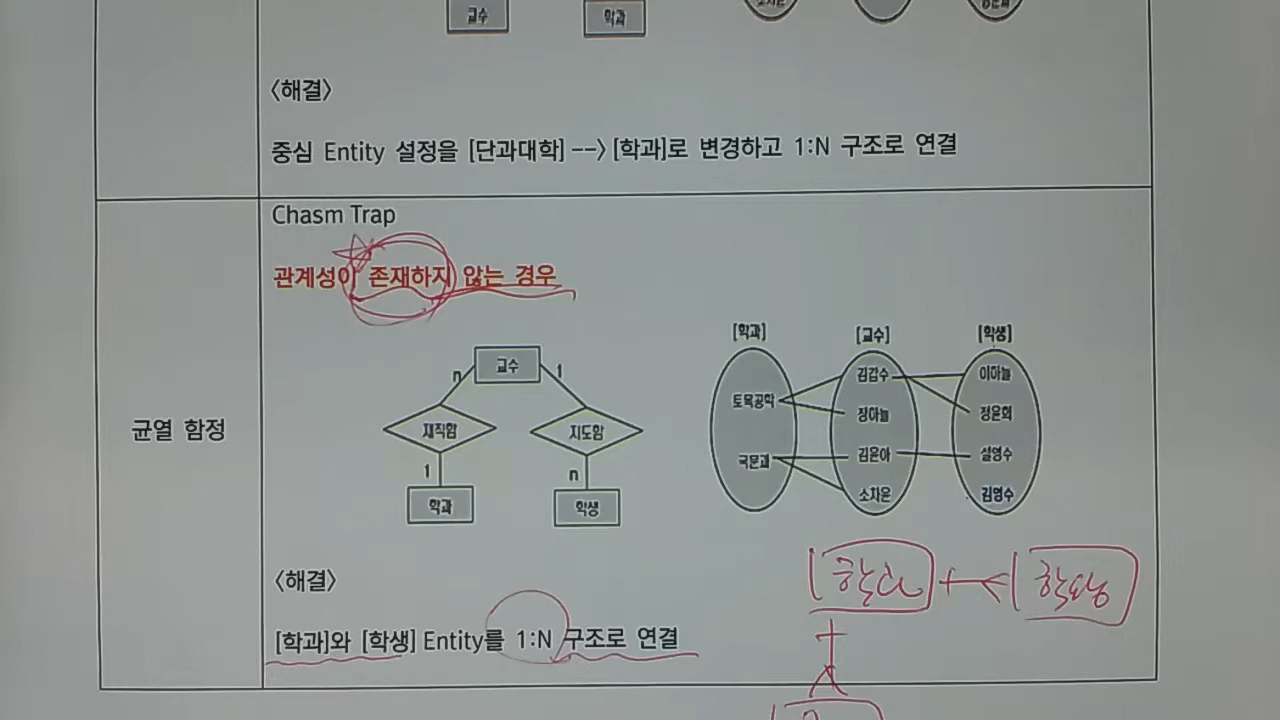 교수
학과
〈해결〉
중심 Entity 설정을 [단과대학] --> [학과]로 변경하고 1:N 구조로 연결
균열 함정
Chasm Trap
관계성이 존재하지 않는 경우
교수
n 1
재직함 지도함
1 n
학과 학생
[학과] [교수] [학생]
토목공학
국문과
김갑수
장하늘
김윤아
소지은
이하늘
정윤희
설영수
김영수
〈해결〉
[학과]와 [학생] Entity를 1:N 구조로 연결
학과 학생